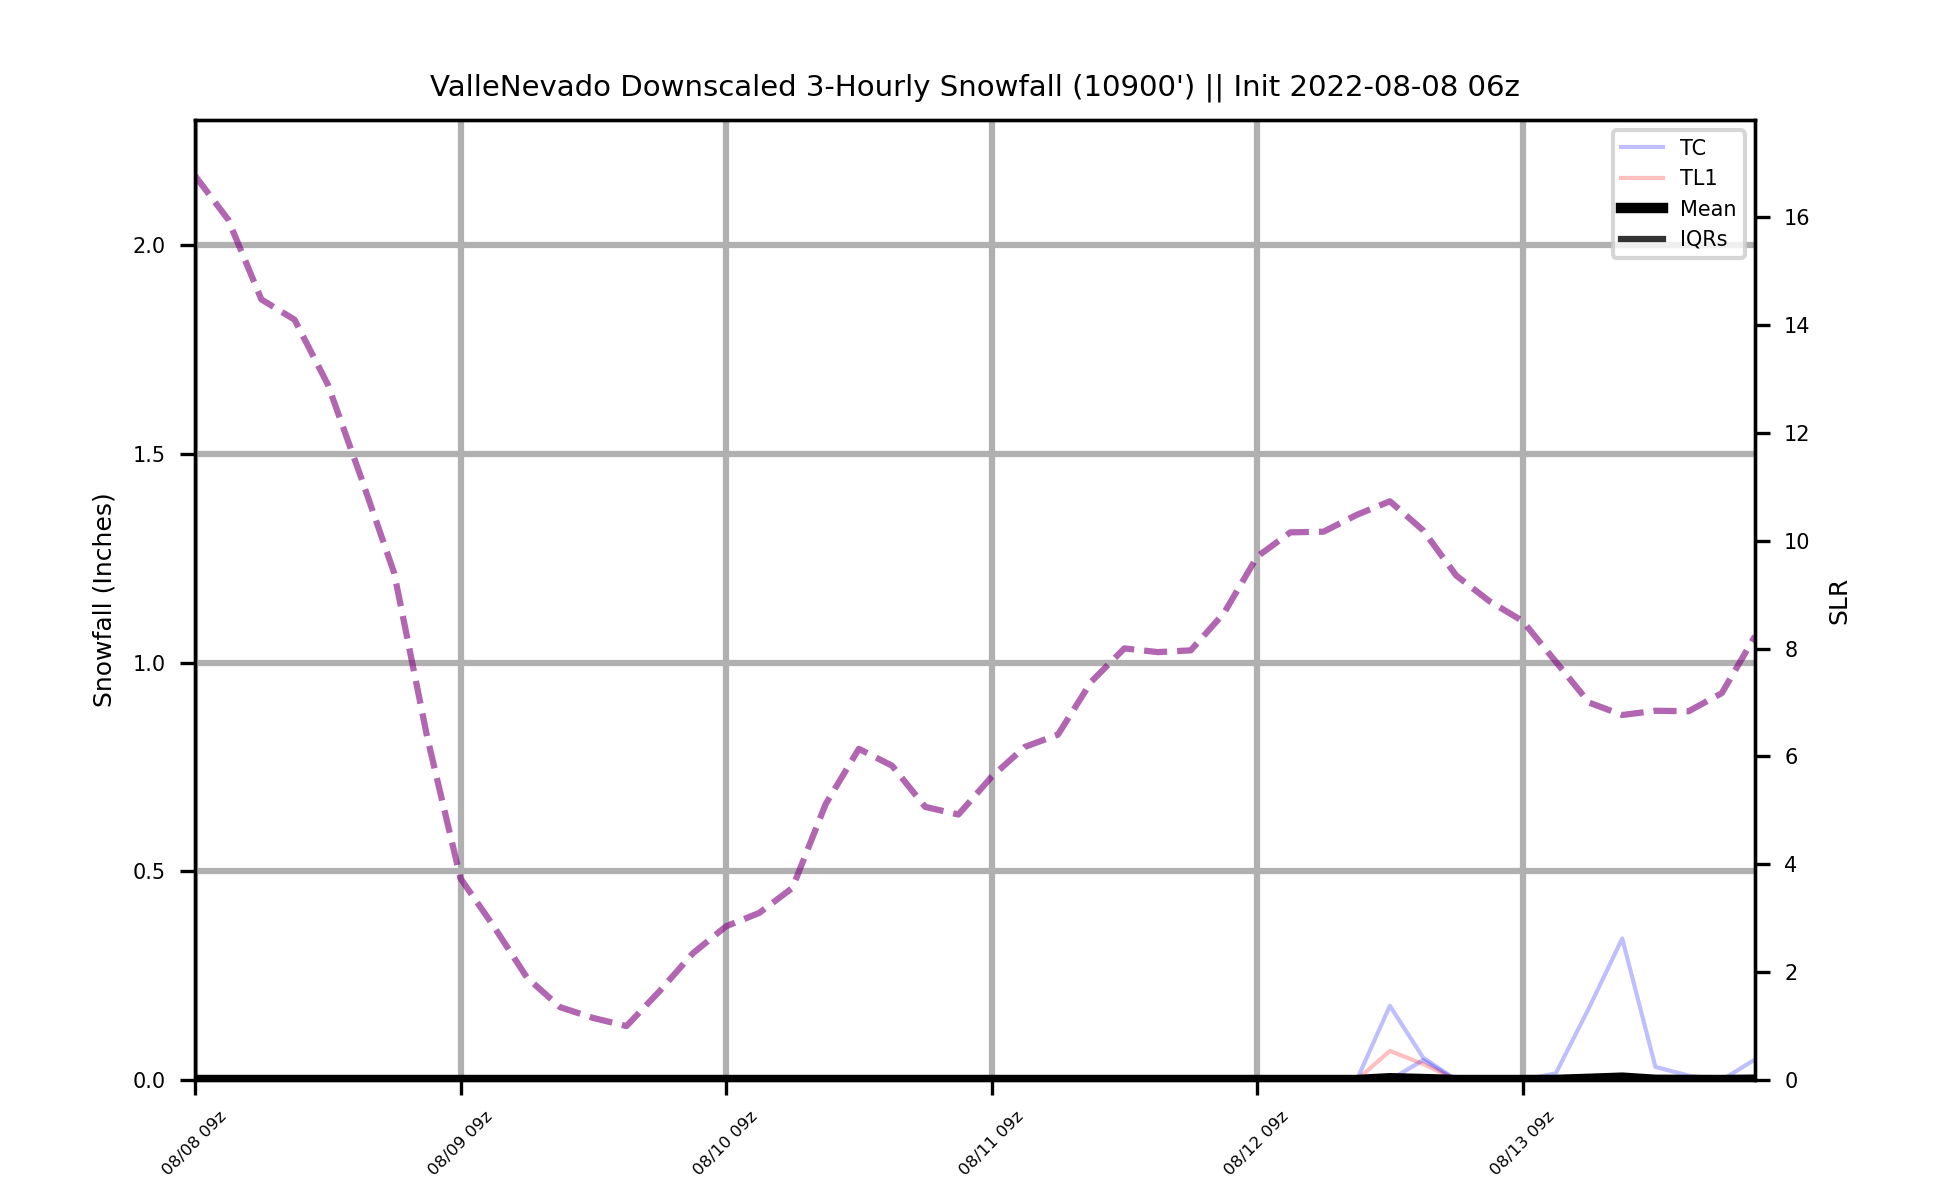 ValleNevado Downscaled 3-Hourly Snowfall (10900') || Init 2022-08-08 06z
TC
TL1
Mean
IQRs
Snowfall (Inches)
2.0
1.5
1.0
0.5
0.0
SLR
16
14
12
10
8
6
4
2
0
08/08 09z
08/09 09z
08/10 09z
08/11 09z
08/12 09z
08/13 09z